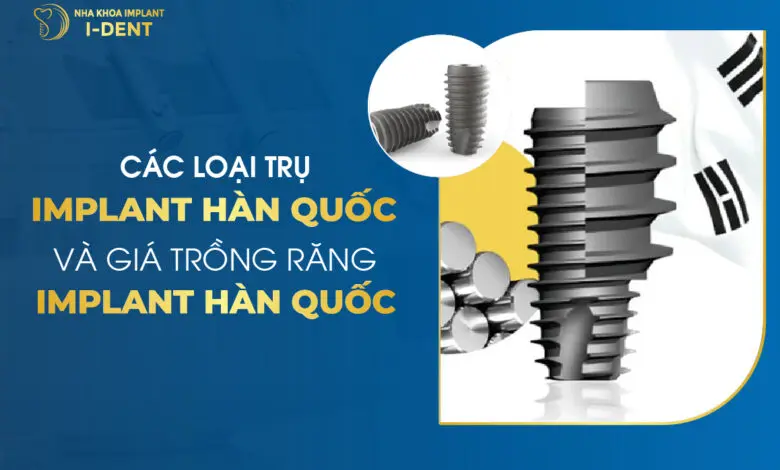 NHA KHOA IMPLANT
I-DENT
CÁC LOẠI TRỤ
IMPLANT HÀN QUỐC
VÀ GIÁ TRỒNG RĂNG
IMPLANT HÀN QUỐC